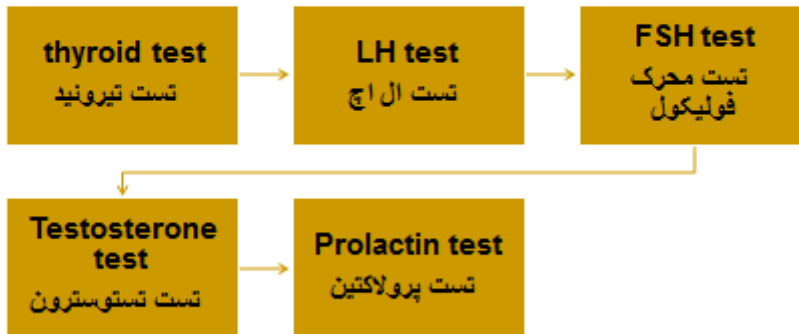 thyroid test
تست تیروئید
LH test
تست ال اچ
FSH test
تست محرک
فولیکول
Testosterone
test
تست تستوسترون
Prolactin test
تست پرولاکتین